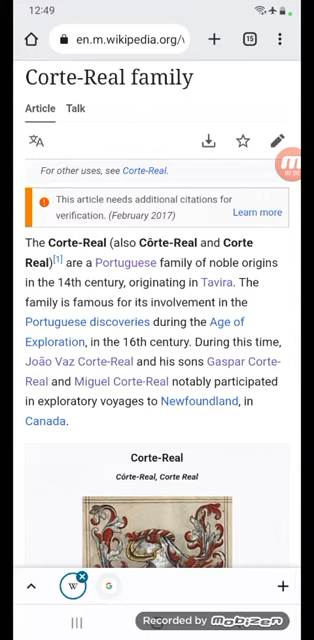 12:49
en.m.wikipedia.org/v
15
Corte-Real family
Article Talk
For other uses, see Corte-Real.
This article needs additional citations for
verification. (February 2017) Learn more
The Corte-Real (also Côrte-Real and Corte
Real)[1] are a Portuguese family of noble origins
in the 14th century, originating in Tavira. The
family is famous for its involvement in the
Portuguese discoveries during the Age of
Exploration, in the 16th century. During this time,
João Vaz Corte-Real and his sons Gaspar Corte-
Real and Miguel Corte-Real notably participated
in exploratory voyages to Newfoundland, in
Canada.
Corte-Real
Côrte-Real, Corte Real
W
G
Recorded by mobizen